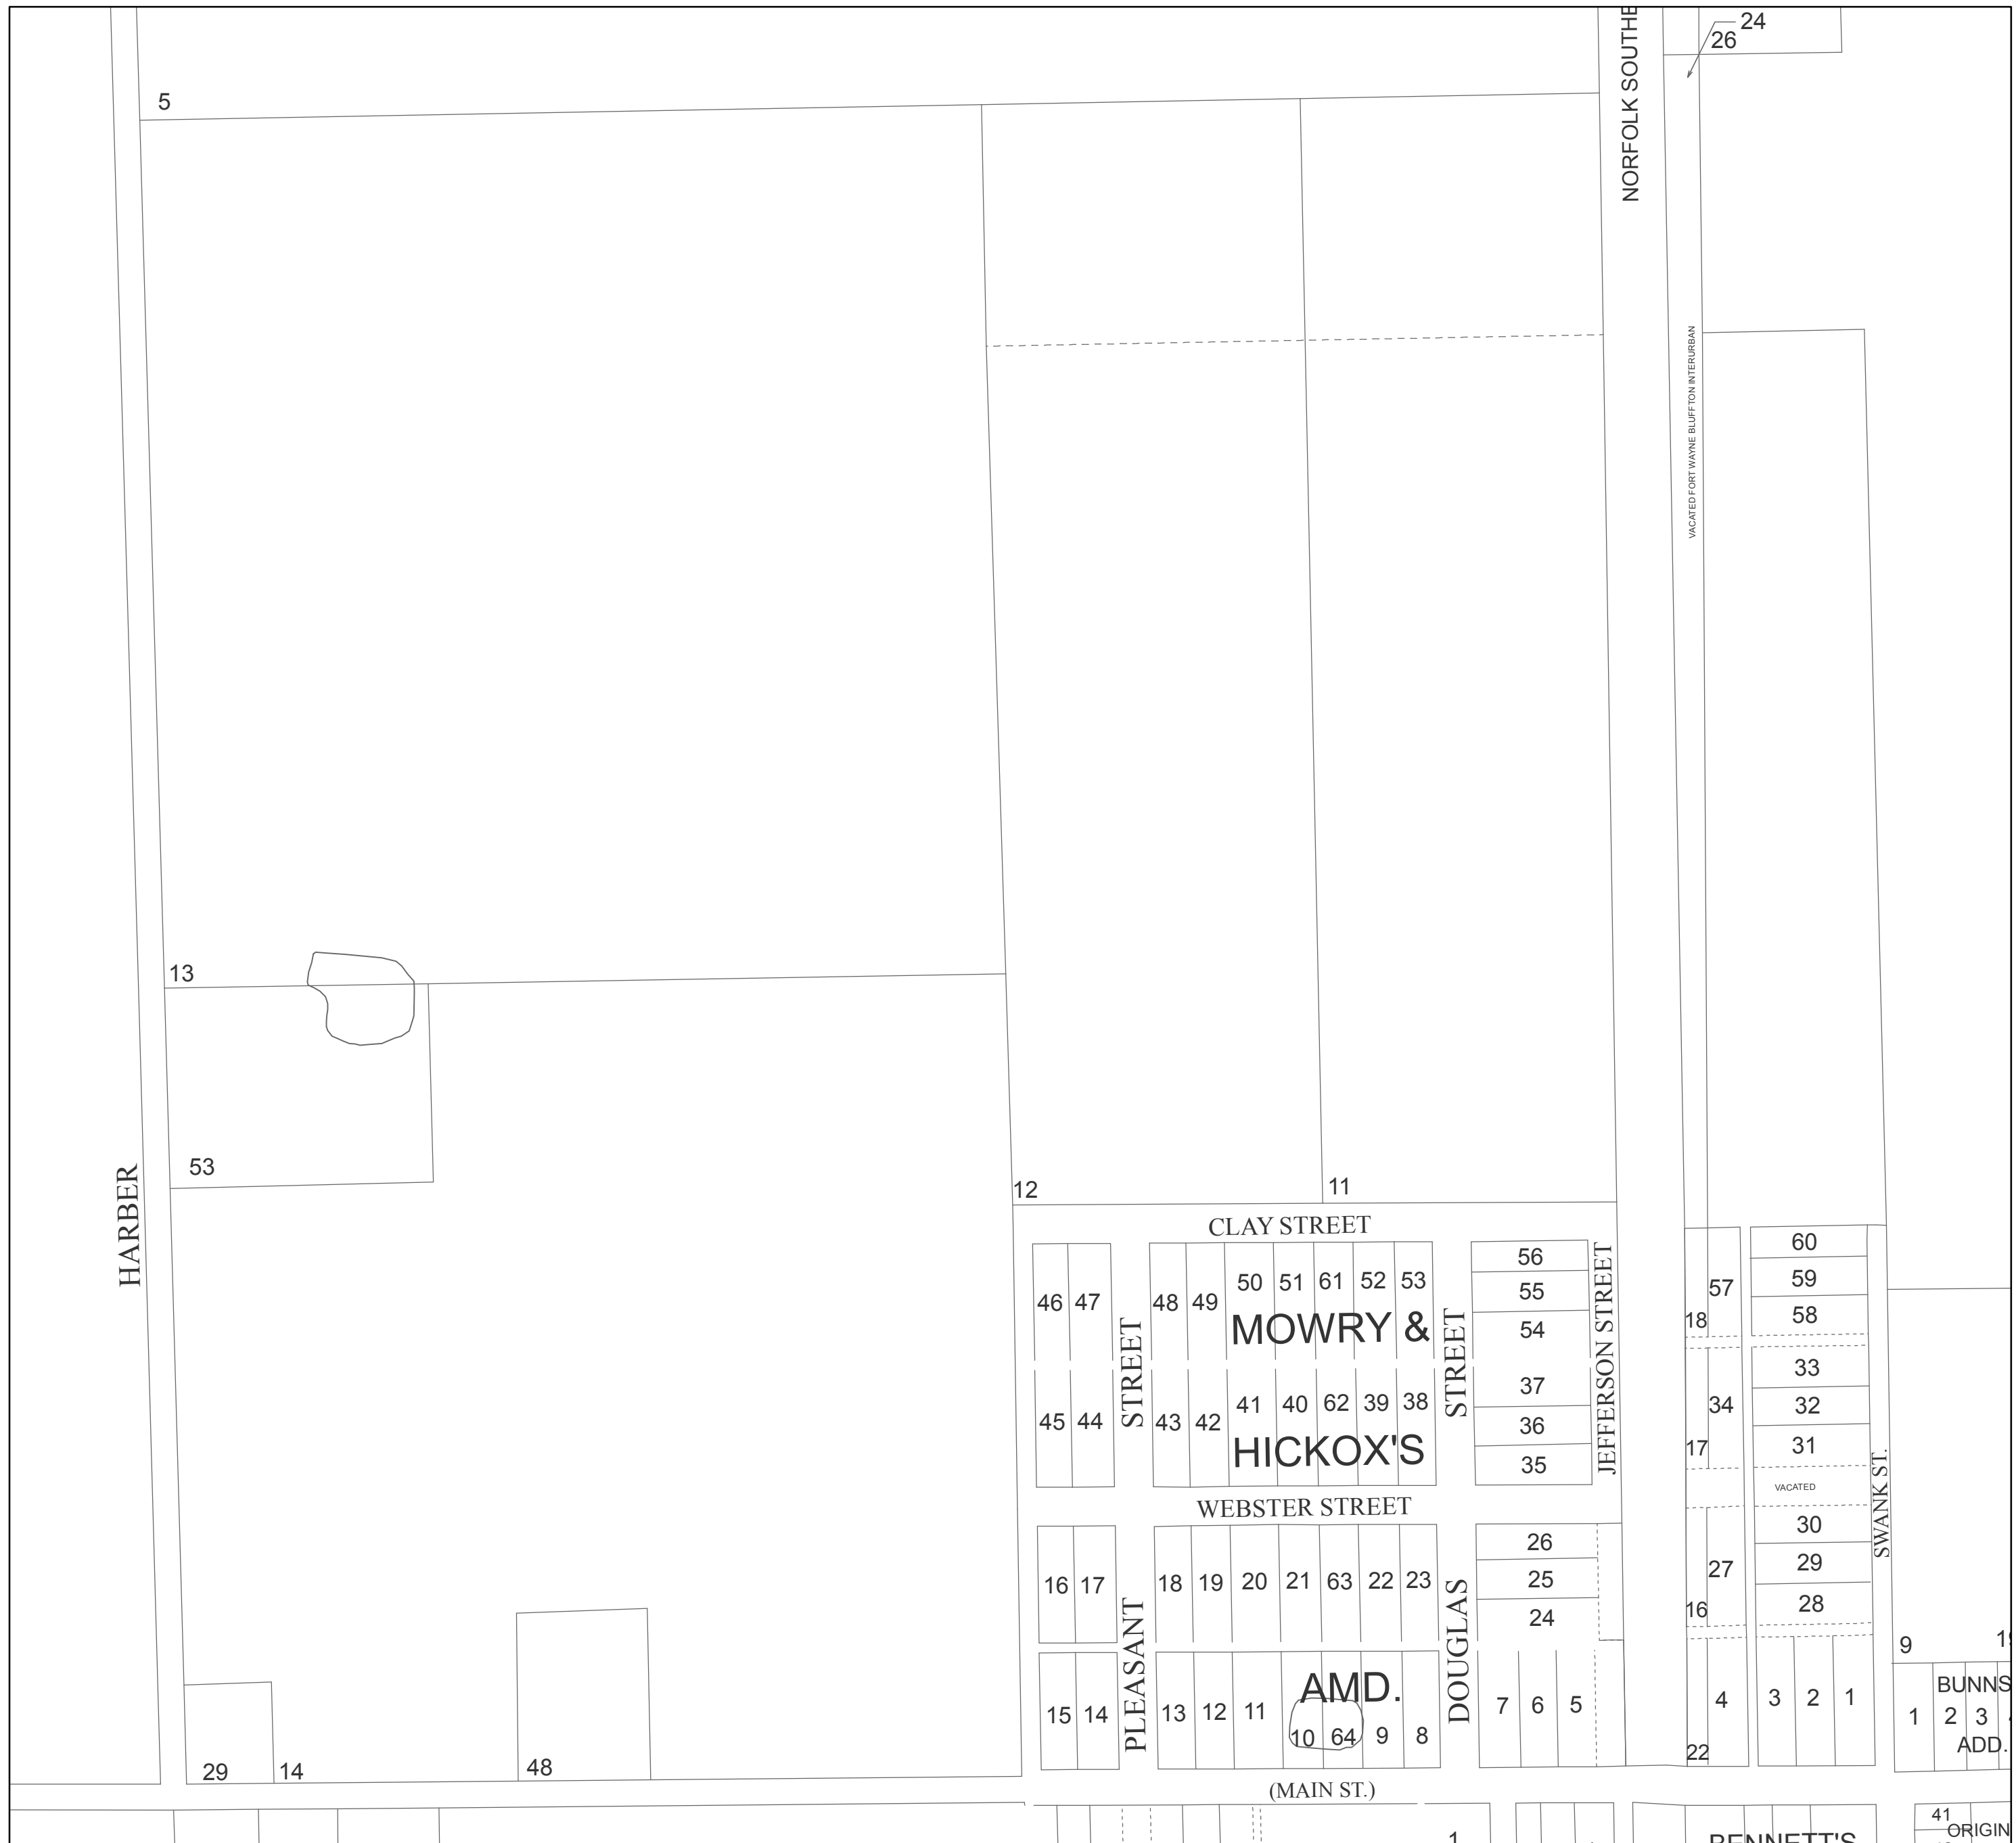 24
26
NORFOLK SOUTHE
5
VACATED FORT WAYNE BLUFFTON INTERURBAN
13
53
HARBER
12
11
CLAY STREET
46 47
48 49 50 51 61 52 53
56
55
54
MOWRY &
STREET
STREET
JEFFERSON STREET
45 44
43 42 41 40 62 39 38
37
36
35
HICKOX'S
57
18
60
59
58
34
17
33
32
31
VACATED
SWANK ST.
WEBSTER STREET
16 17
18 19 20 21 63 22 23
26
25
24
27
16
30
29
28
PLEASANT
DOUGLAS
AMD.
15 14
13 12 11 10 64 9 8
7 6 5
4
22
3 2 1
9
19
BUNNS
1 2 3
ADD.
29 14
48
(MAIN ST.)
1
BENNETT'S
41
ORIGIN